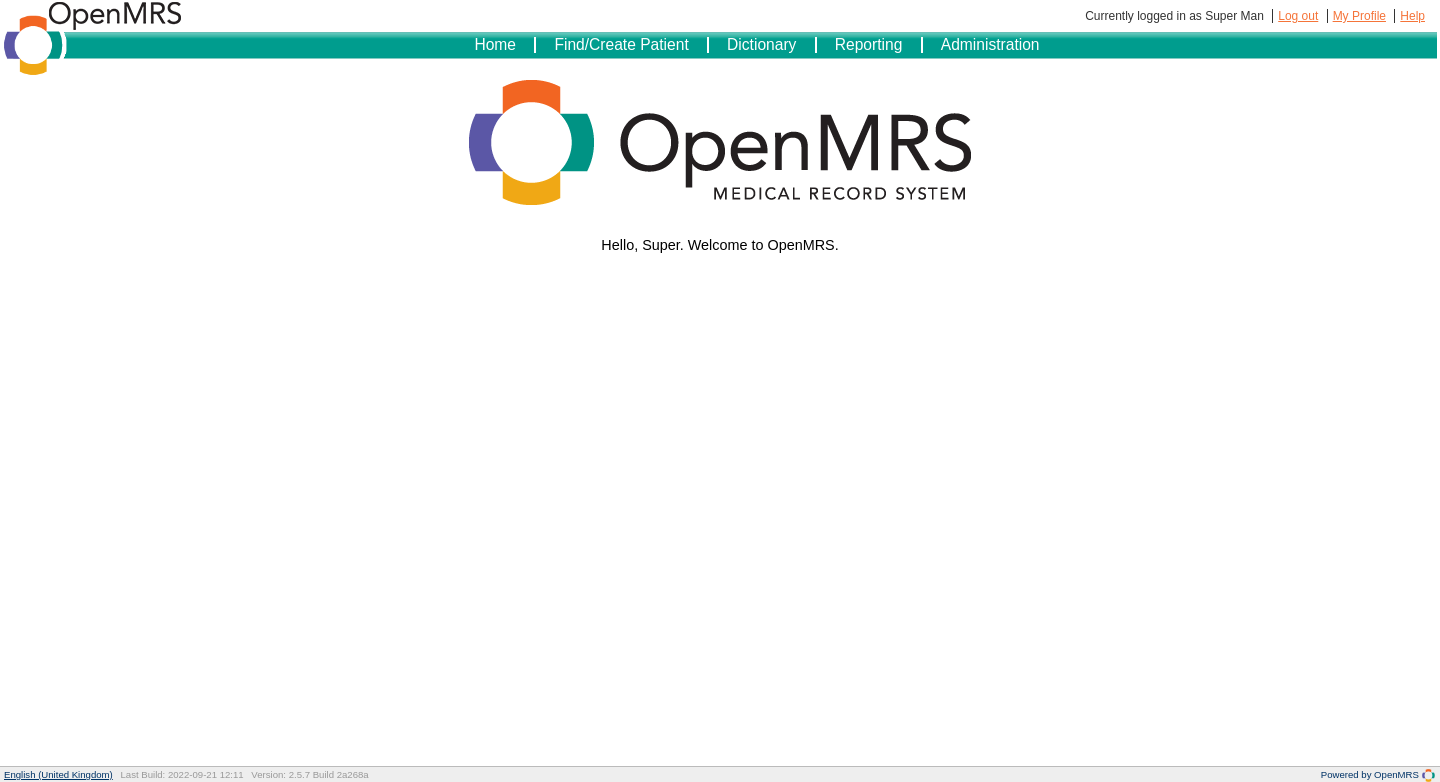 OpenMRS
Currently logged in as Super Man Log out My Profile Help
Home Find/Create Patient Dictionary Reporting Administration
OpenMRS
MEDICAL RECORD SYSTEM
Hello, Super. Welcome to OpenMRS.
English (United Kingdom) Last Build: 2022-09-21 12:11 Version: 2.5.7 Build 2a268a Powered by OpenMRS